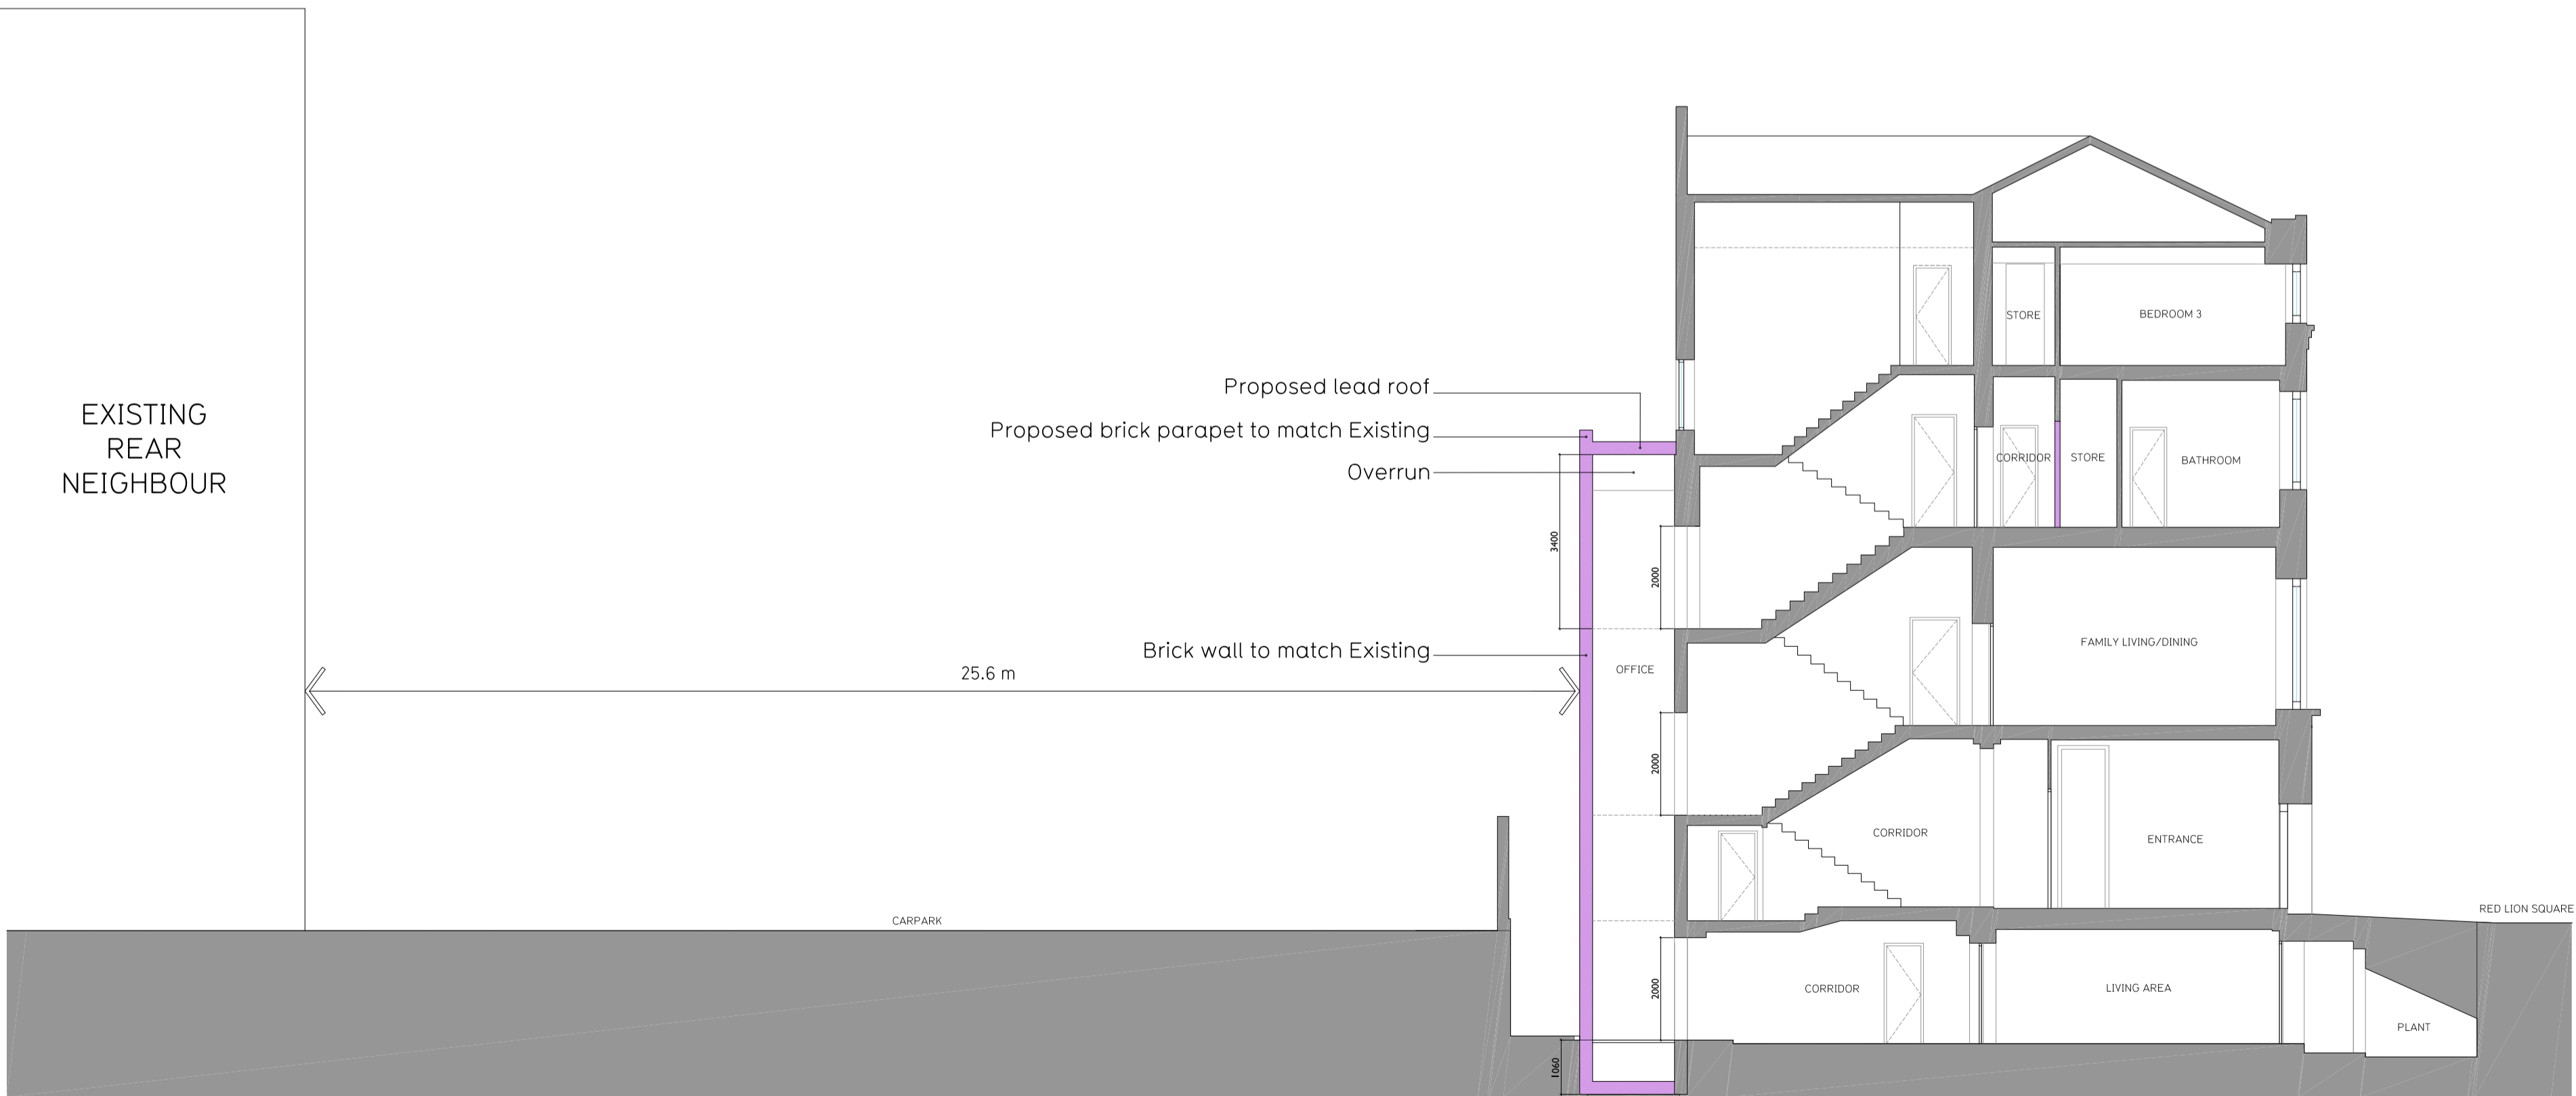 EXISTING
REAR
NEIGHBOUR
Proposed lead roof
Proposed brick parapet to match Existing
Overrun
Brick wall to match Existing
25.6 m
3400
2000
OFFICE
2000
2000
1060
STORE
BEDROOM 3
CORRIDOR
STORE
BATHROOM
FAMILY LIVING/DINING
CORRIDOR
ENTRANCE
CARPARK
RED LION SQUARE
CORRIDOR
LIVING AREA
PLANT